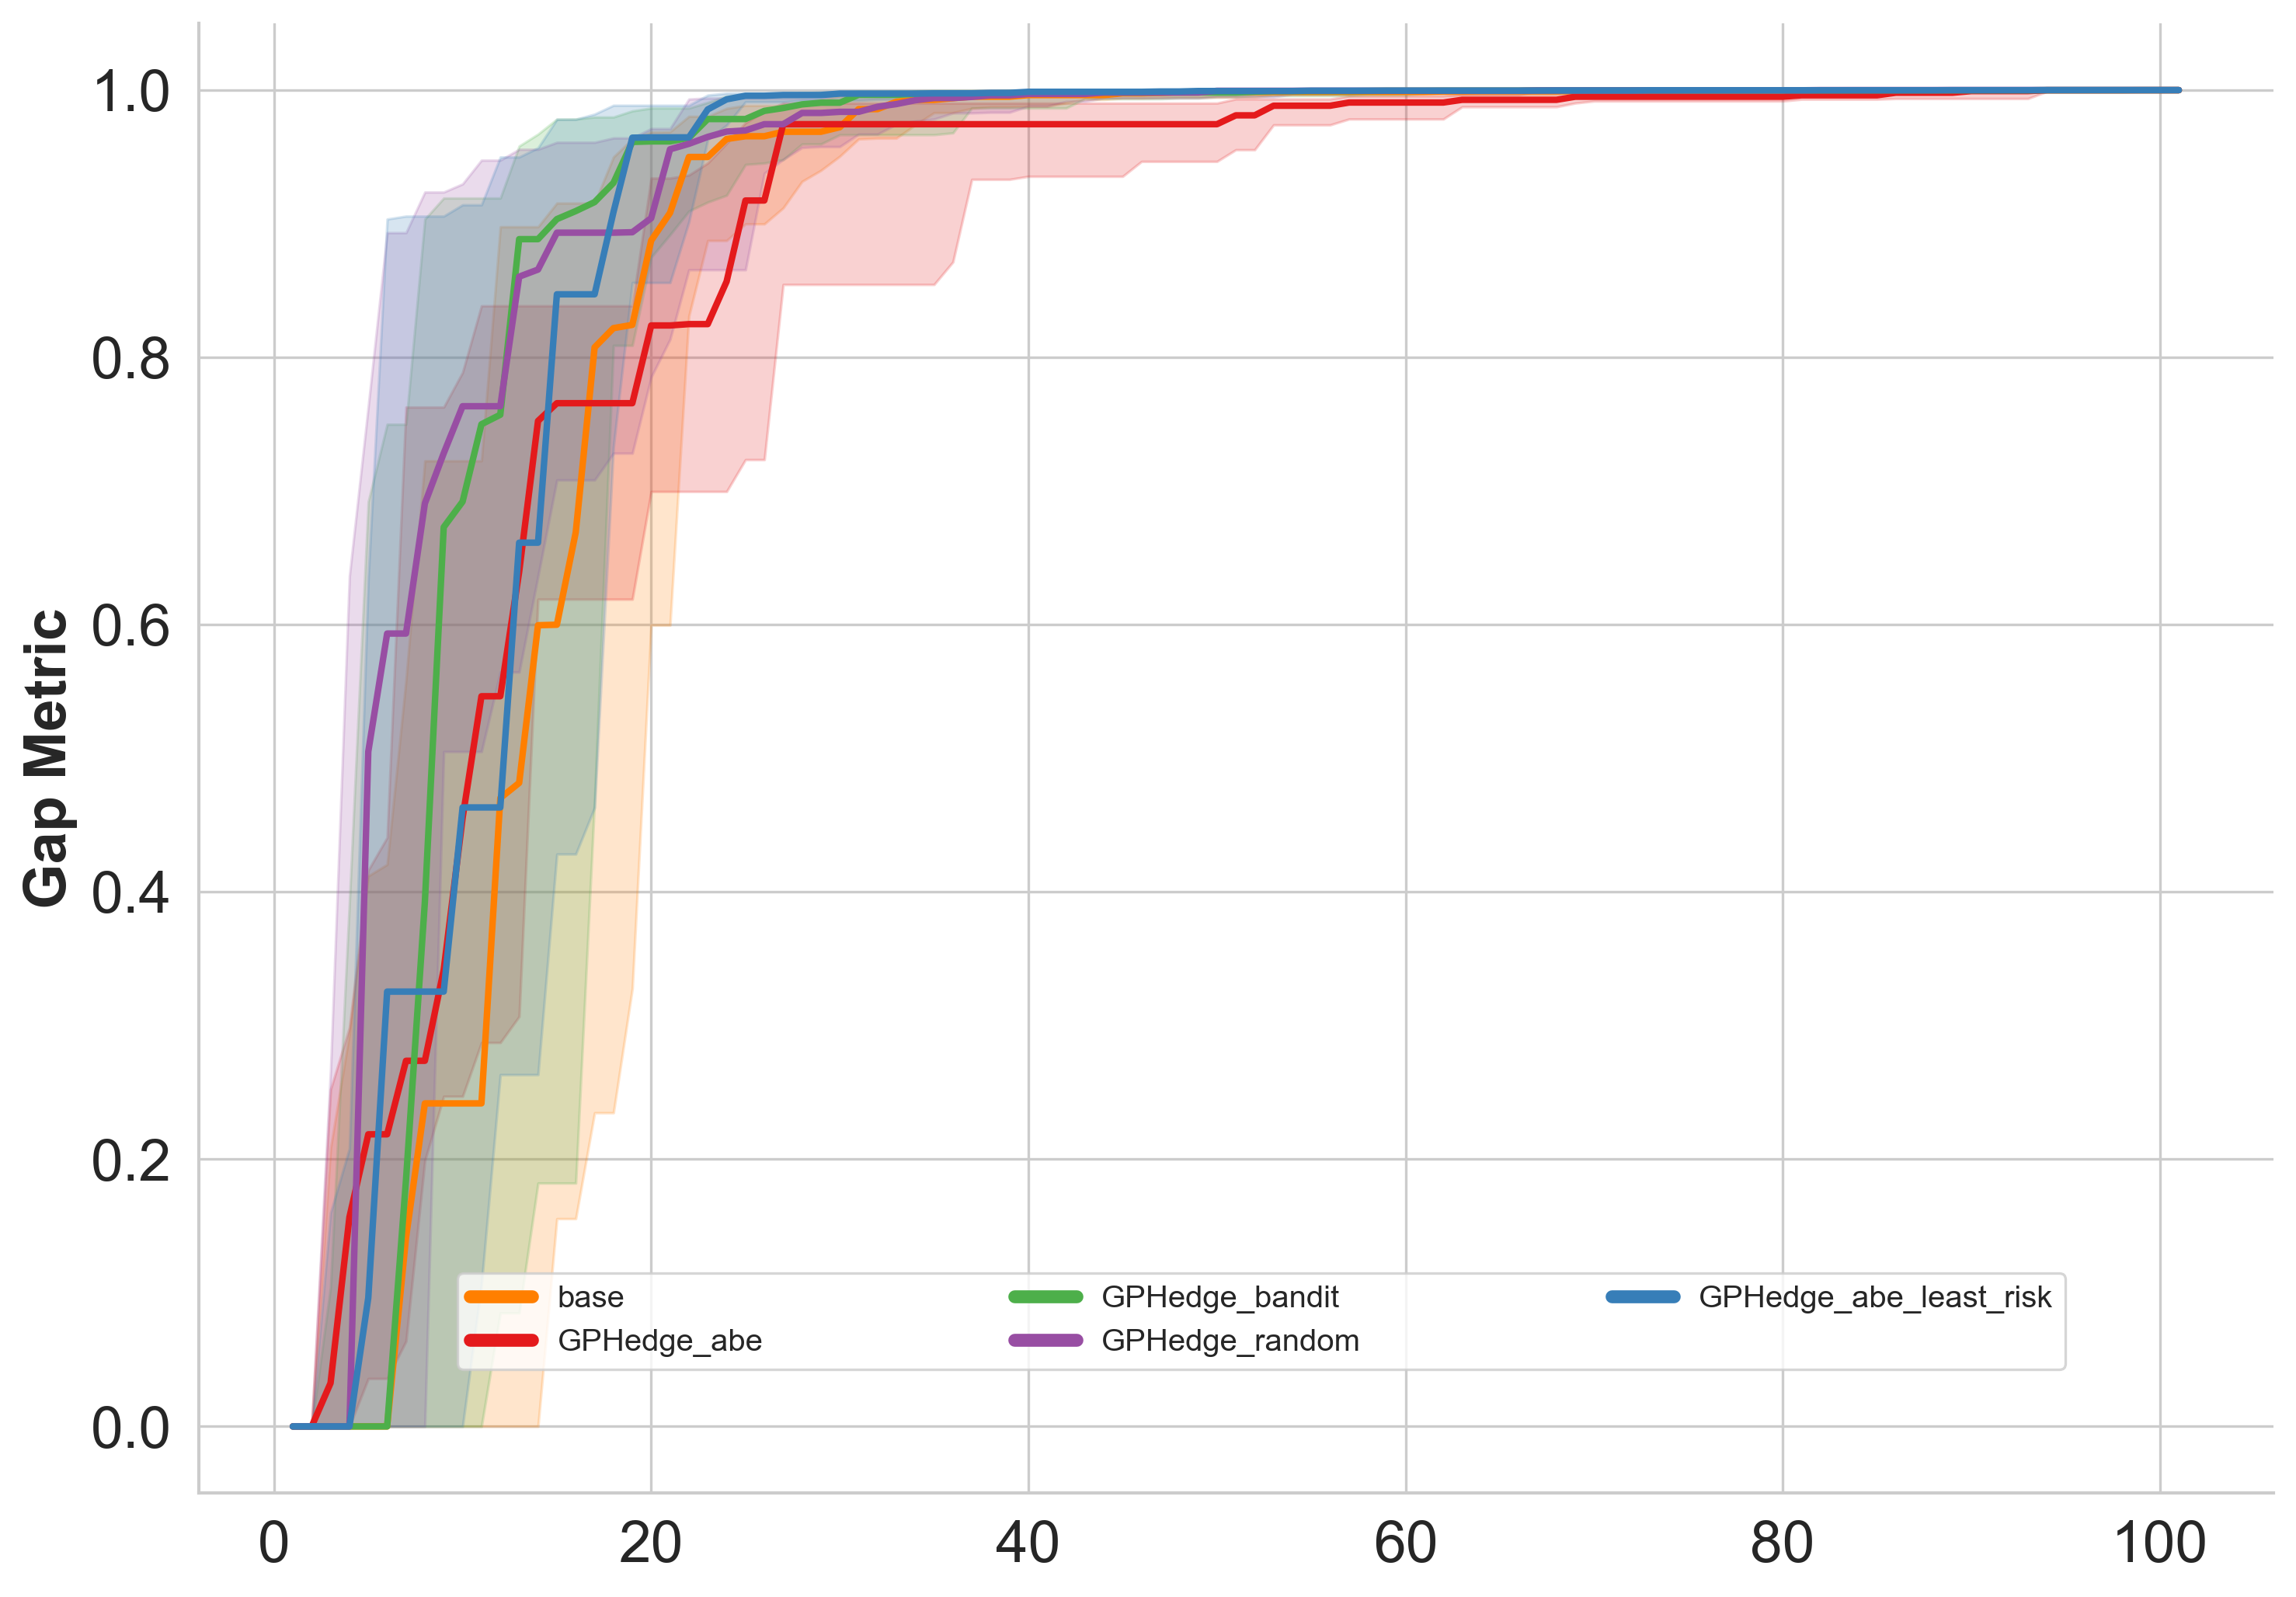 Gap Metric
1.0
0.8
0.6
0.4
0.2
0.0
base
GPHedge_abe
GPHedge_bandit
GPHedge_random
GPHedge_abe_least_risk
0 20 40 60 80 100